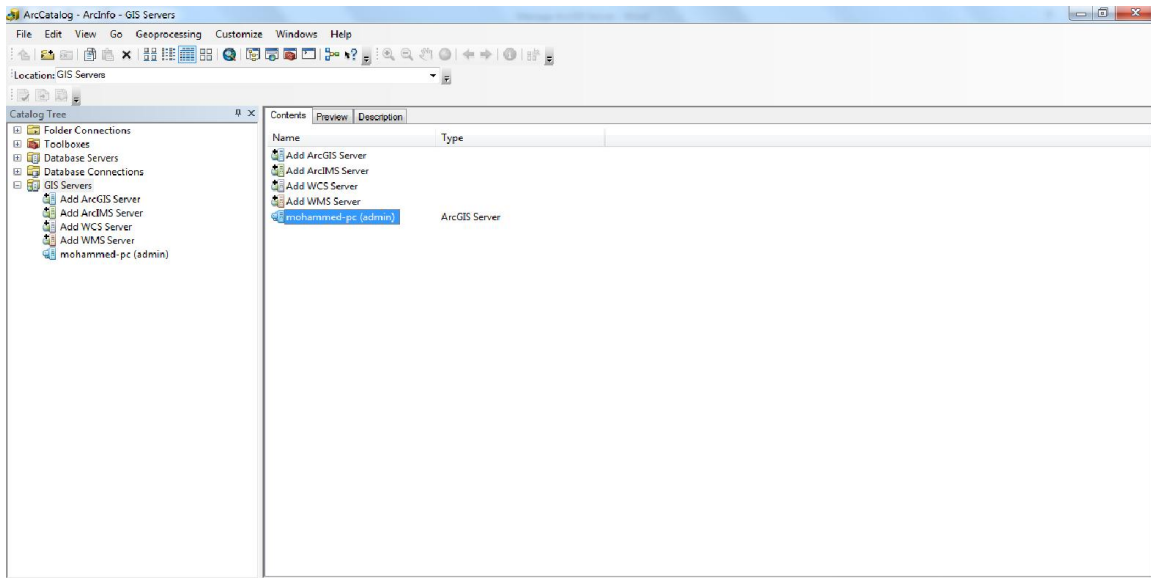 ArcCatalog - ArcInfo - GIS Servers
File Edit View Go Geoprocessing Customize Windows Help
Location: GIS Servers
Catalog Tree
Folder Connections
Toolboxes
Database Servers
Database Connections
GIS Servers
Add ArcGIS Server
Add ArcIMS Server
Add WCS Server
Add WMS Server
mohammed-pc (admin)
Contents Preview Description
Name Type
Add ArcGIS Server
Add ArcIMS Server
Add WCS Server
Add WMS Server
mohammed-pc (admin) ArcGIS Server